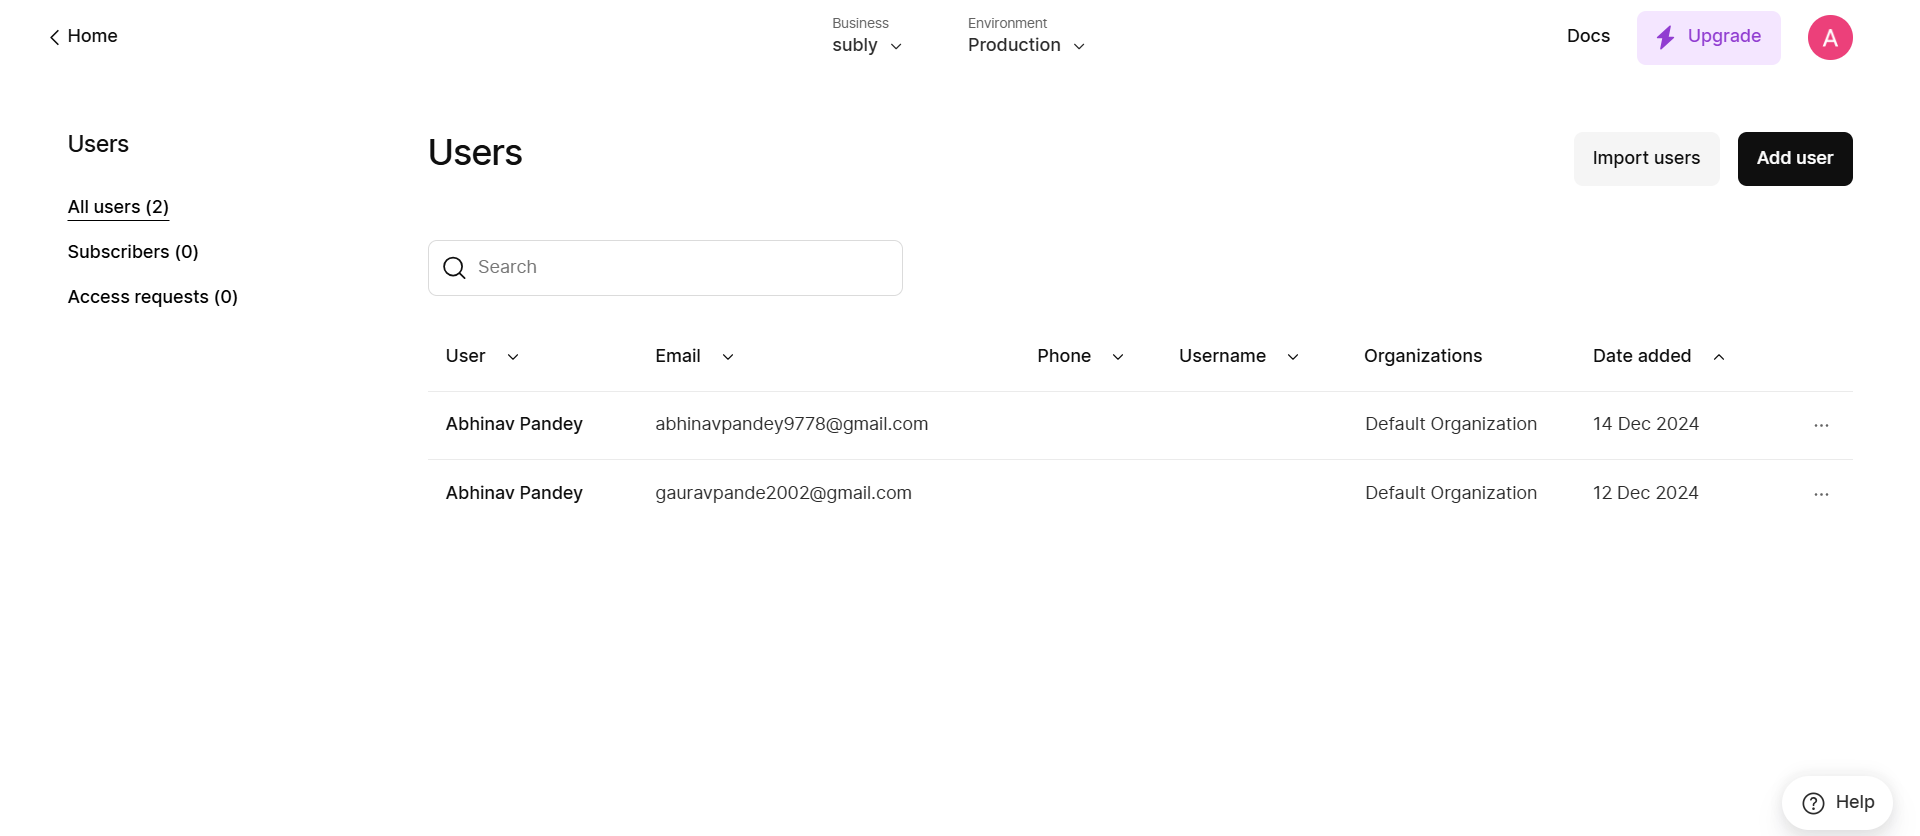 Home
Business
subly
Environment
Production
Docs
Upgrade
A
Users
All users (2)
Subscribers (0)
Access requests (0)
Users
Import users
Add user
Search
User Email Phone Username Organizations Date added
Abhinav Pandey abhinavpandey9778@gmail.com Default Organization 14 Dec 2024
Abhinav Pandey gauravpande2002@gmail.com Default Organization 12 Dec 2024
Help